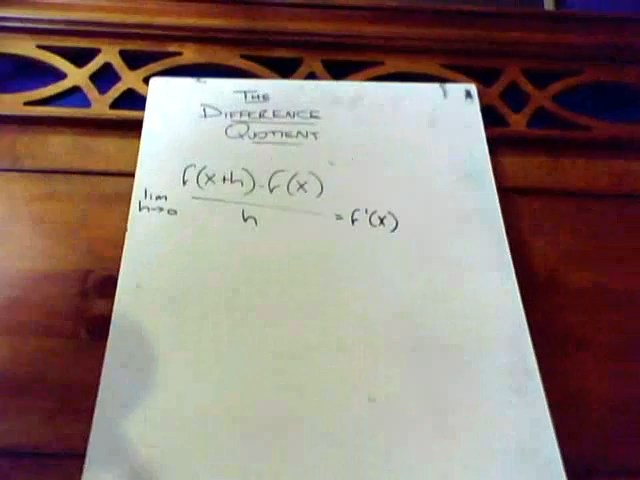 THE
DIFFERENCE
QUOTIENT
lim h→0 f(x+h) - f(x) / h = f'(x)